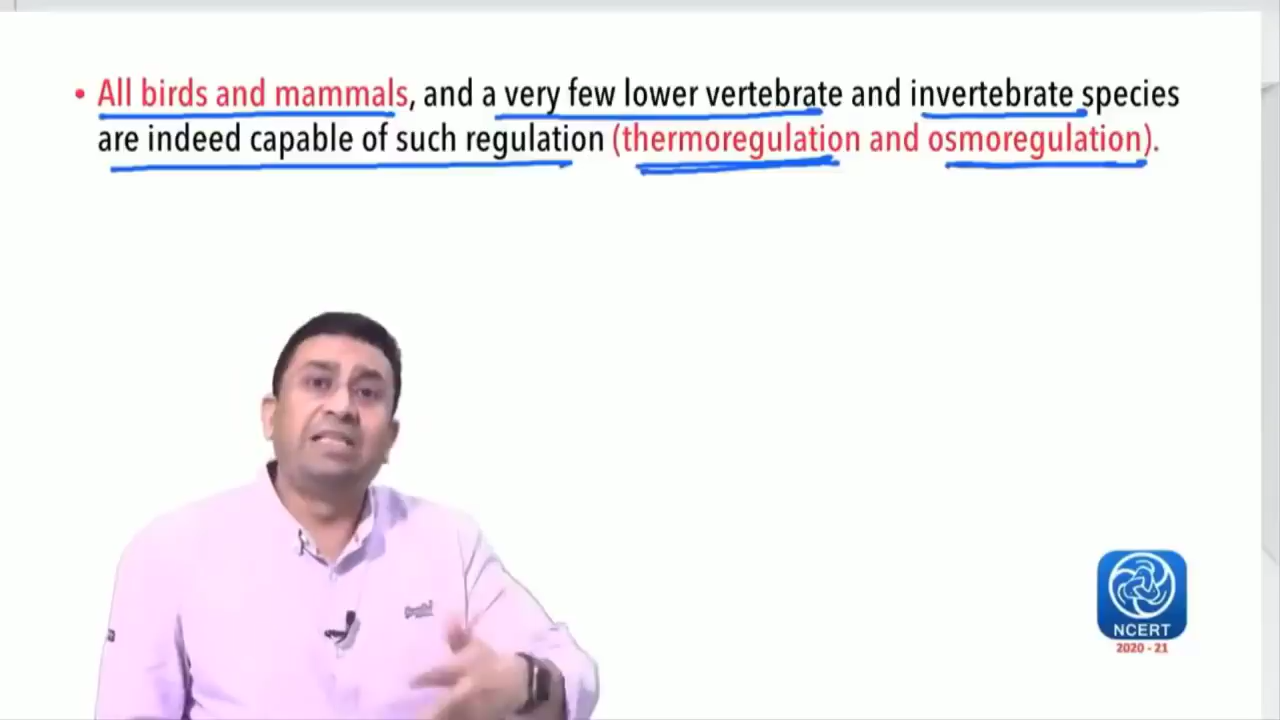 • All birds and mammals, and a very few lower vertebrate and invertebrate species
are indeed capable of such regulation (thermoregulation and osmoregulation).
NCERT
2020 - 21